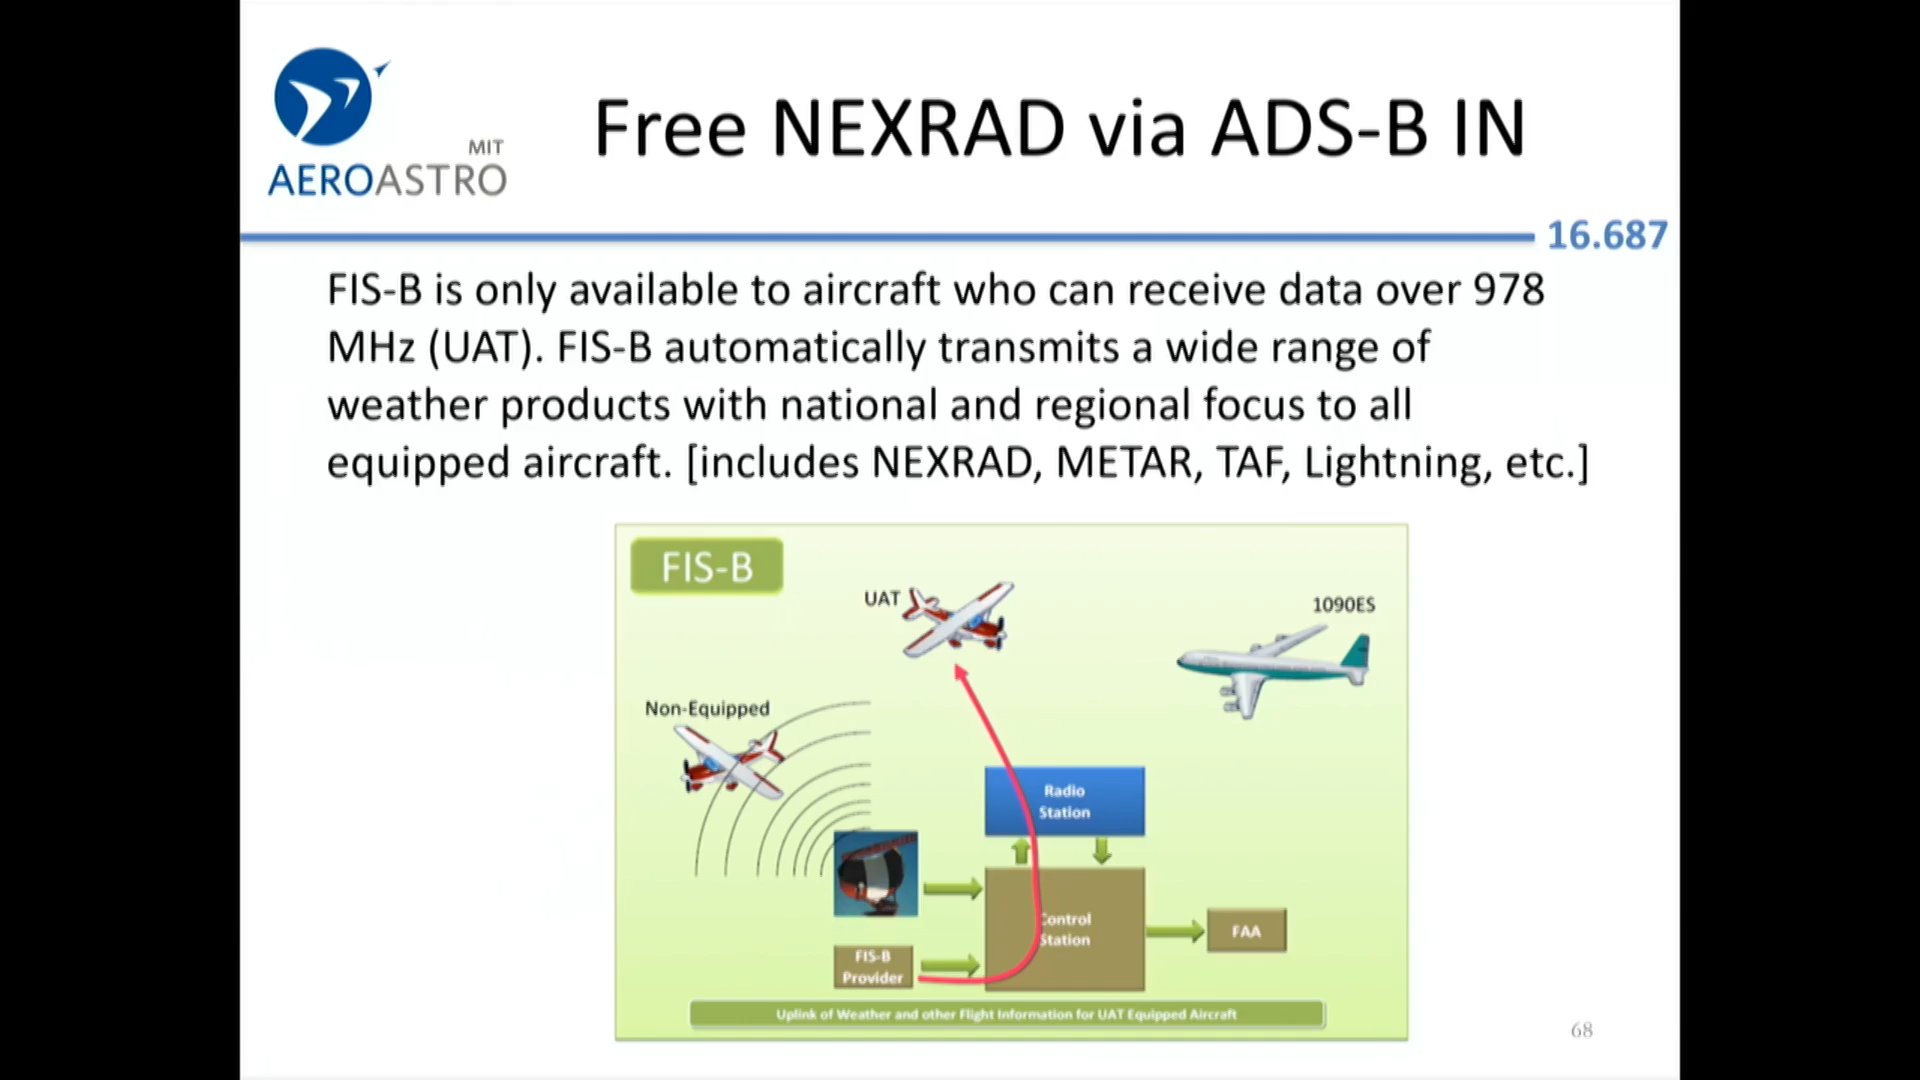 MIT
AEROASTRO
Free NEXRAD via ADS-B IN
16.687
FIS-B is only available to aircraft who can receive data over 978
MHz (UAT). FIS-B automatically transmits a wide range of
weather products with national and regional focus to all
equipped aircraft. [includes NEXRAD, METAR, TAF, Lightning, etc.]
FIS-B
UAT
1090ES
Non-Equipped
Radio
Station
Control
Station
FAA
FIS-B
Provider
Uplink of Weather and other Flight Information for UAT Equipped Aircraft
68